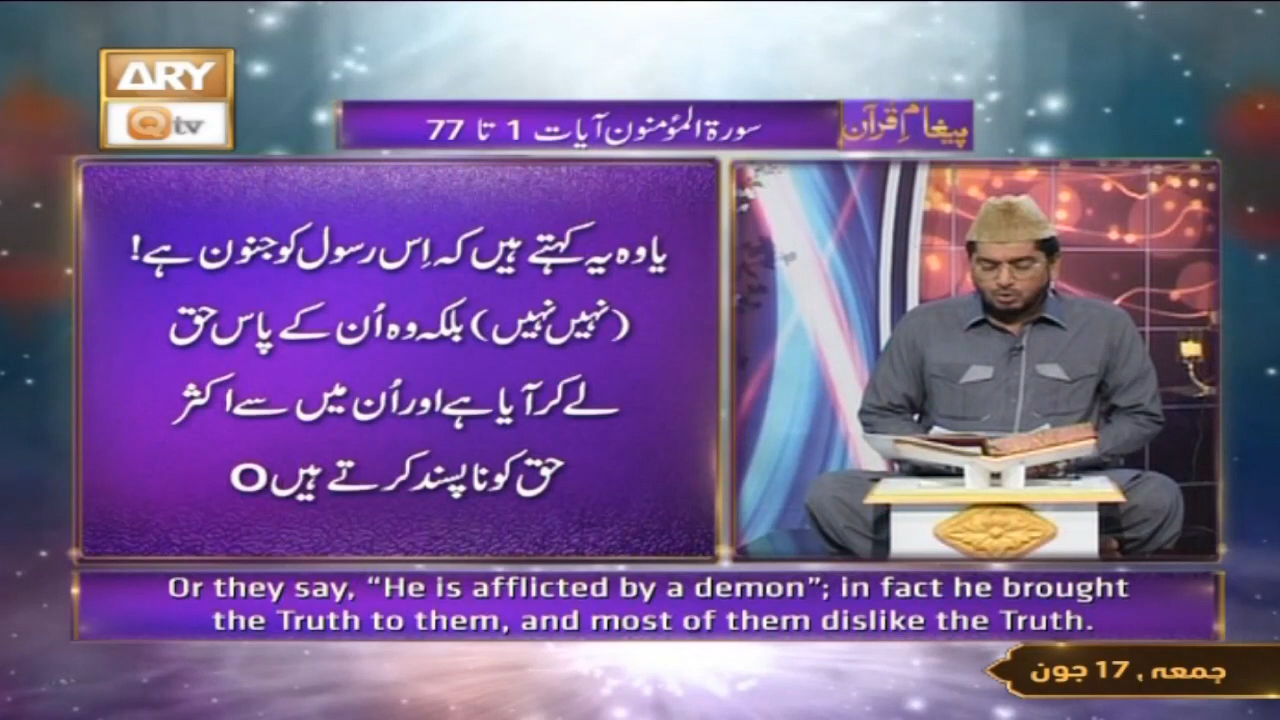 ARY
Qtv
پیغامِ قرآن
سورۃ المؤمنون آیات 1 تا 77
یا وہ یہ کہتے ہیں کہ اِس رسول کو جنون ہے!
(نہیں نہیں) بلکہ وہ اُن کے پاس حق
لے کر آیا ہے اور اُن میں سے اکثر
حق کو ناپسند کرتے ہیں O
Or they say, “He is afflicted by a demon”; in fact he brought
the Truth to them, and most of them dislike the Truth.
جمعہ , 17 جون